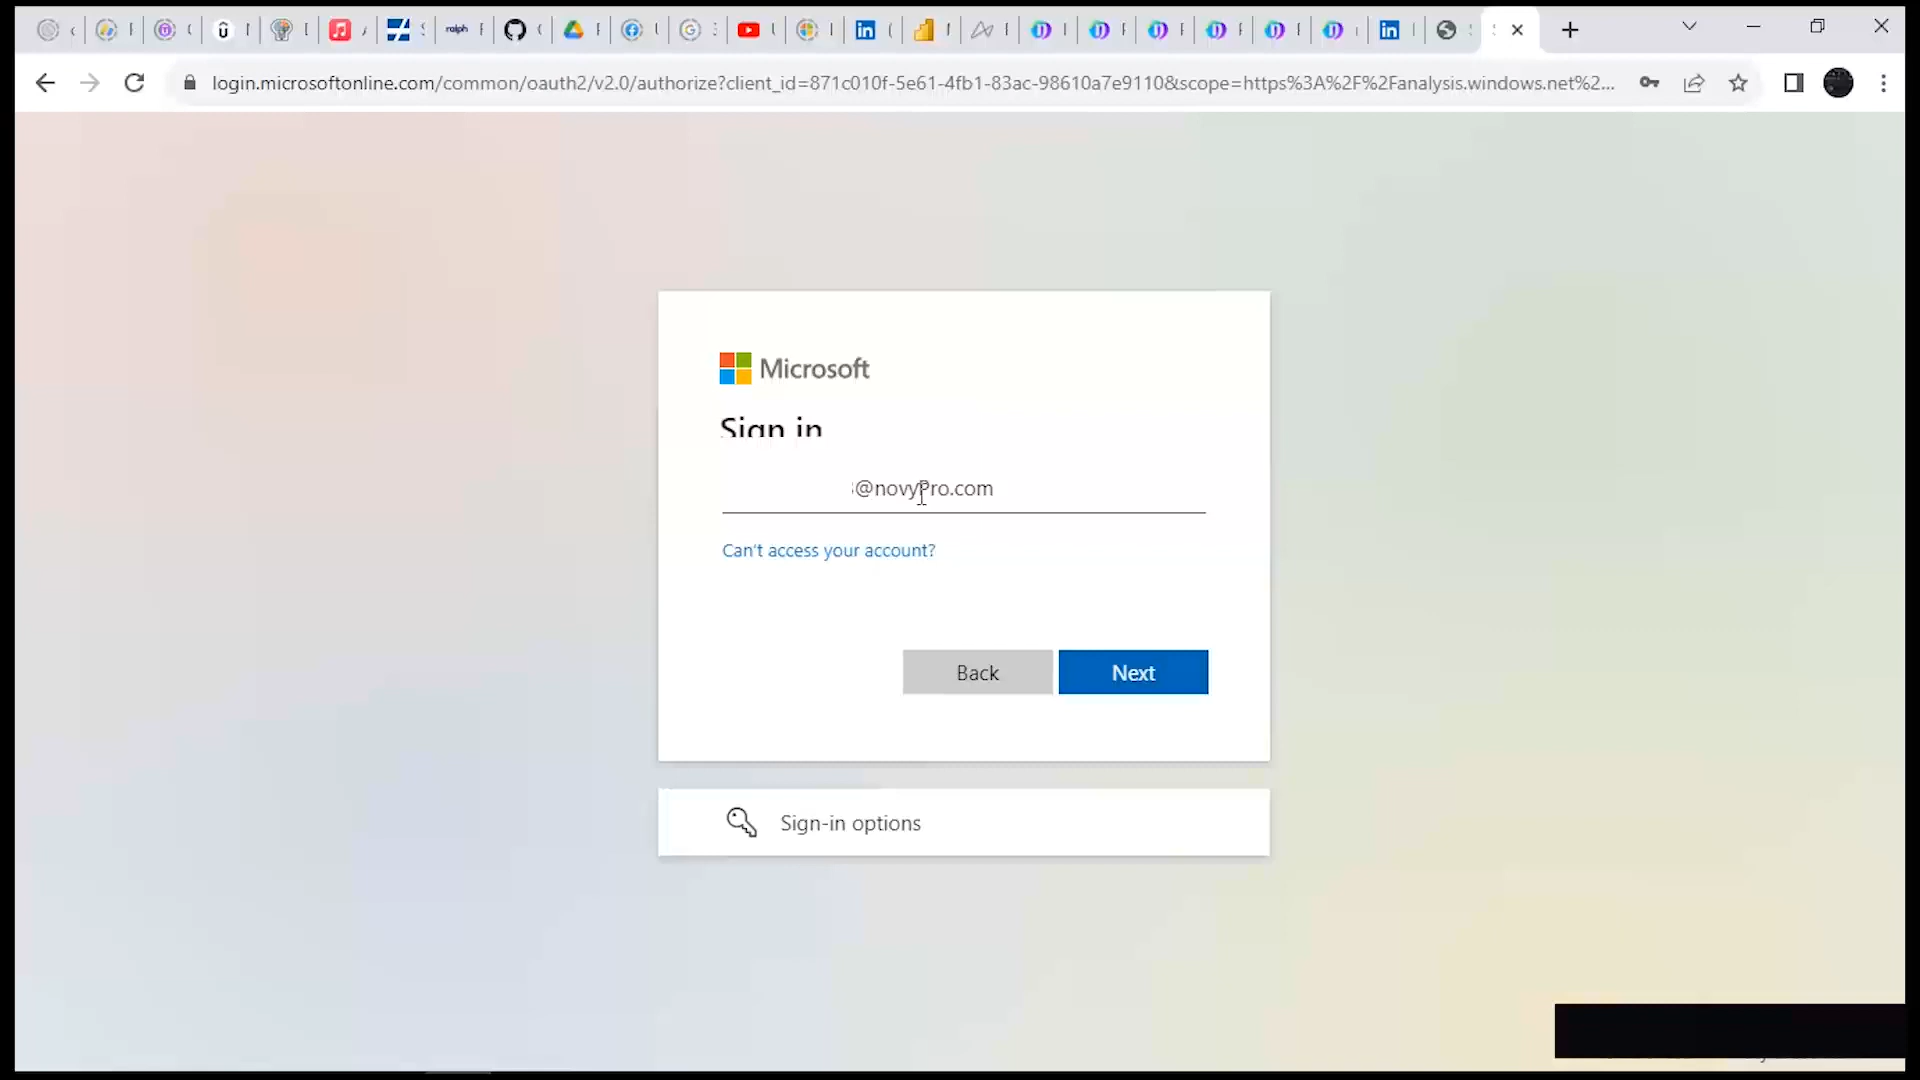 login.microsoftonline.com/common/oauth2/v2.0/authorize?client_id=871c010f-5e61-4fb1-83ac-98610a7e9110&scope=https%3A%2F%2Fanalysis.windows.net%2...
Microsoft
Sign in
@novyPro.com
Can't access your account?
Back Next
Sign-in options